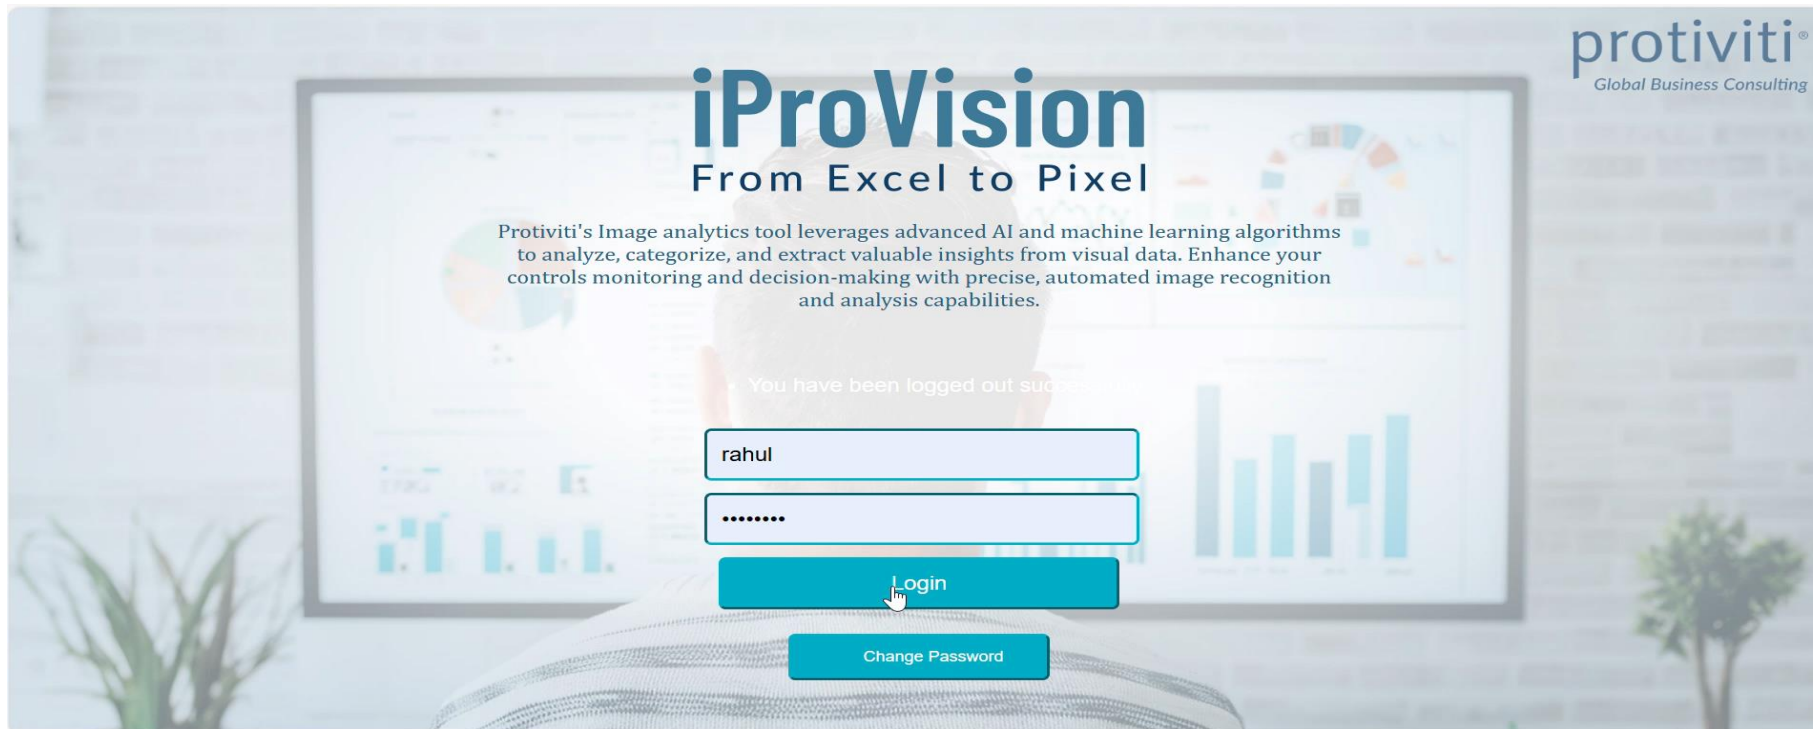 protiviti®
Global Business Consulting
iProVision
From Excel to Pixel
Protiviti's Image analytics tool leverages advanced AI and machine learning algorithms
to analyze, categorize, and extract valuable insights from visual data. Enhance your
controls monitoring and decision-making with precise, automated image recognition
and analysis capabilities.
• You have been logged out
rahul
••••••••
Login
Change Password